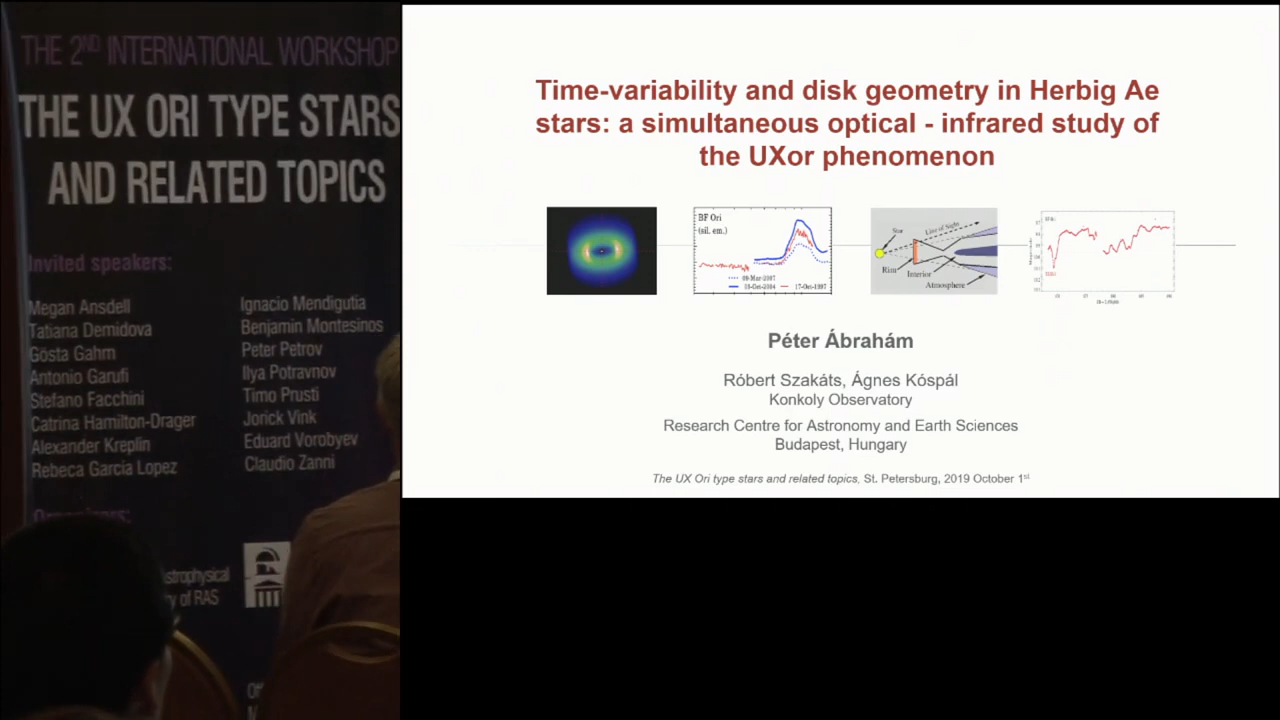 THE 2ND INTERNATIONAL WORKSHOP
THE UX ORI TYPE STARS
AND RELATED TOPICS
Invited speakers:
Megan Ansdell
Tatiana Demidova
Gösta Gahm
Antonio Garufi
Stefano Facchini
Catrina Hamilton-Drager
Alexander Kreplin
Rebeca García López
Ignacio Mendigutia
Benjamin Montesinos
Peter Petrov
Ilya Potravnov
Timo Prusti
Jorick Vink
Eduard Vorobyev
Claudio Zanni
Organizers:
of RAS
Time-variability and disk geometry in Herbig Ae
stars: a simultaneous optical - infrared study of
the UXor phenomenon
BF Ori
(sil. em.)
09-Mar-2007
03-Oct-2004
17-Oct-1997
Star
Line of Sight
Rim
Interior
Atmosphere
Péter Ábrahám
Róbert Szakáts, Ágnes Kóspál
Konkoly Observatory
Research Centre for Astronomy and Earth Sciences
Budapest, Hungary
The UX Ori type stars and related topics, St. Petersburg, 2019 October 1st